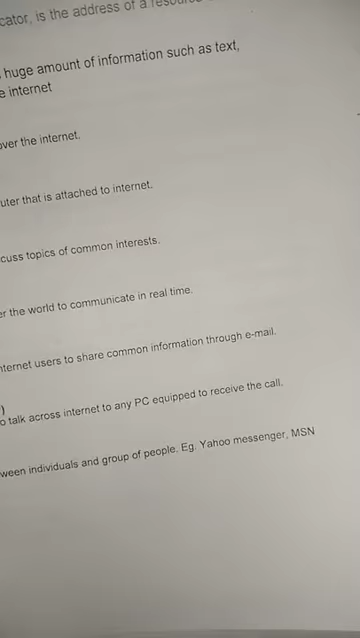 cator, is the address of a
huge amount of information such as text,
e internet
over the internet.
uter that is attached to internet.
cuss topics of common interests.
er the world to communicate in real time.
nternet users to share common information through e-mail.
)
o talk across internet to any PC equipped to receive the call.
ween individuals and group of people. Eg. Yahoo messenger, MSN